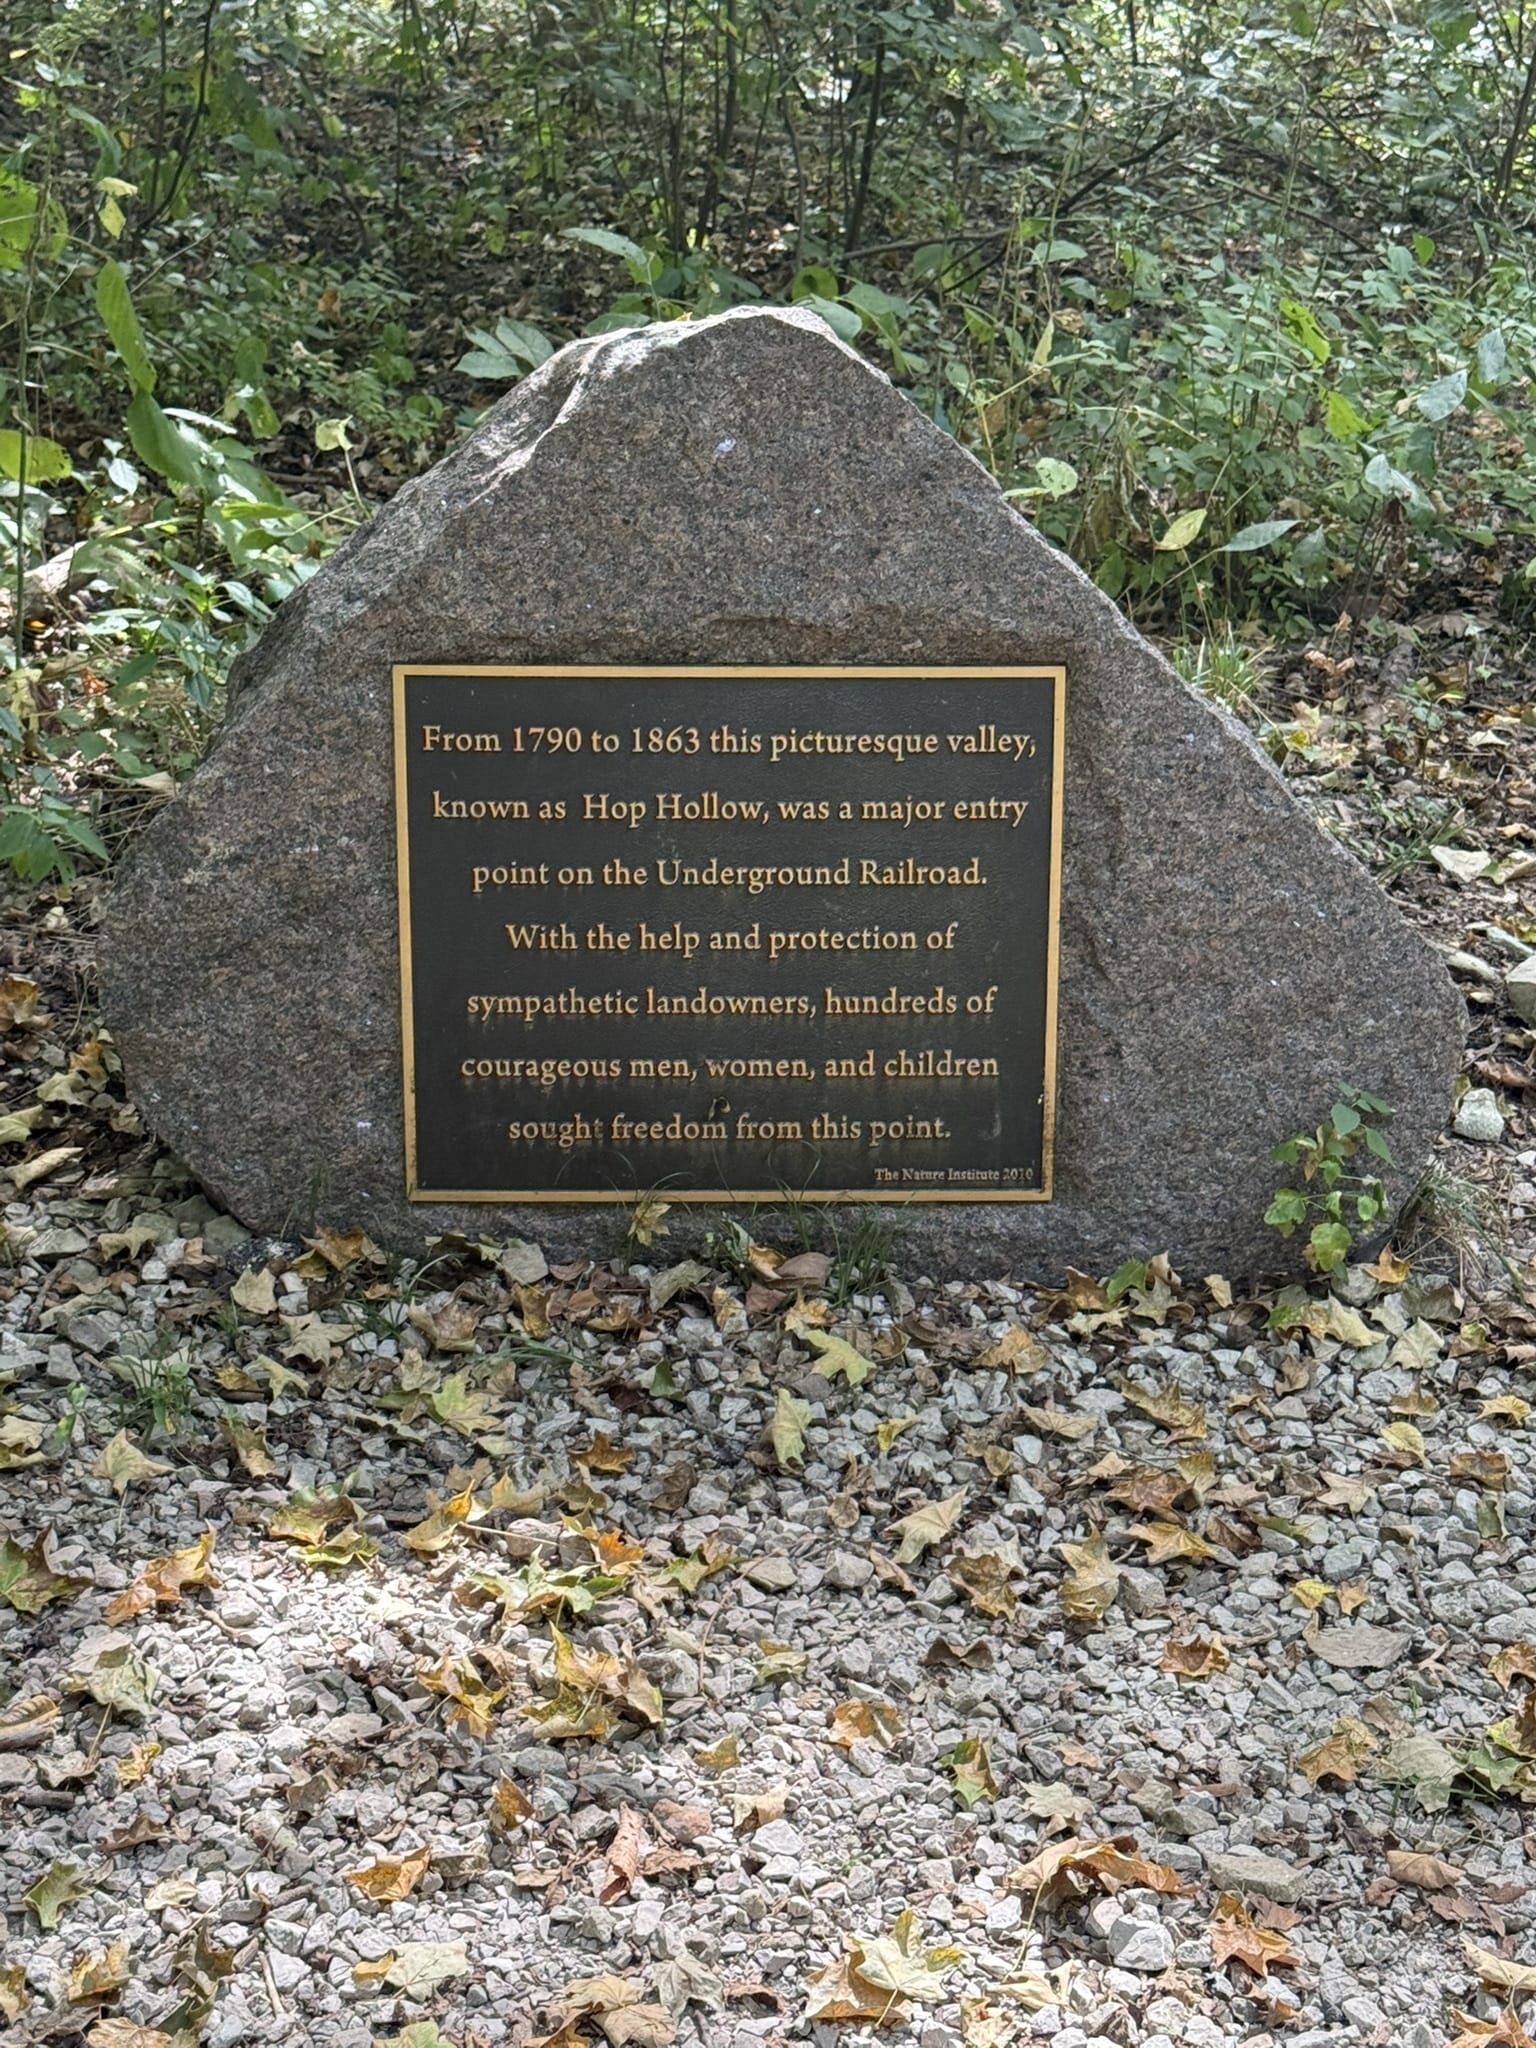 From 1790 to 1863 this picturesque valley,
known as Hop Hollow, was a major entry
point on the Underground Railroad.
With the help and protection of
sympathetic landowners, hundreds of
courageous men, women, and children
sought freedom from this point.
The Nature Institute 2010